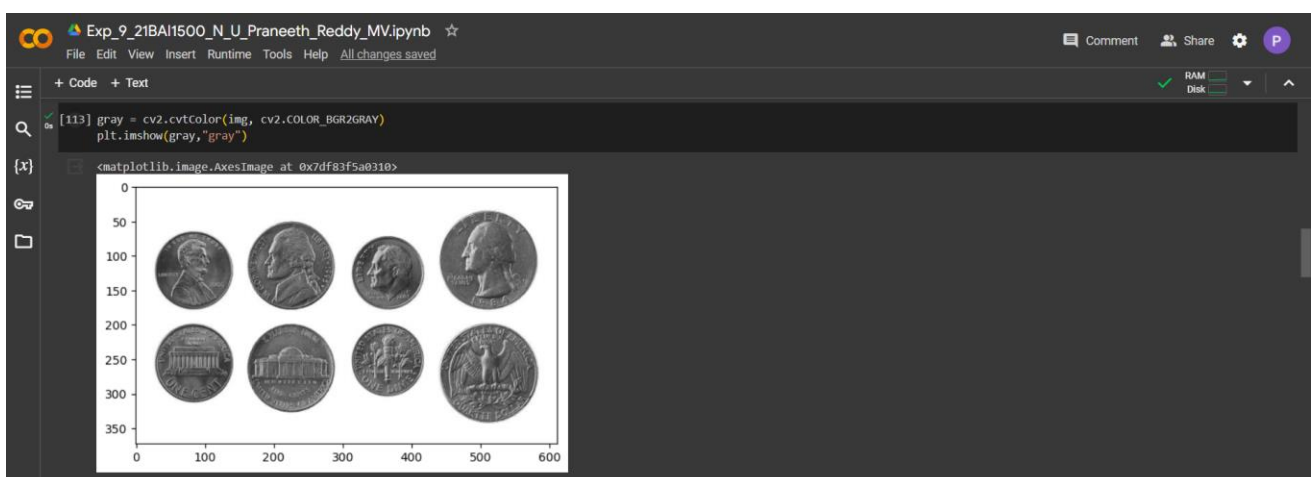 Exp_9_21BAI1500_N_U_Praneeth_Reddy_MV.ipynb
File Edit View Insert Runtime Tools Help All changes saved
Comment Share P
+ Code + Text
RAM
Disk
[113] gray = cv2.cvtColor(img, cv2.COLOR_BGR2GRAY)
0s
plt.imshow(gray,"gray")
{x}
<matplotlib.image.AxesImage at 0x7df83f5a0310>
0
50
100
150
200
250
300
350
0 100 200 300 400 500 600